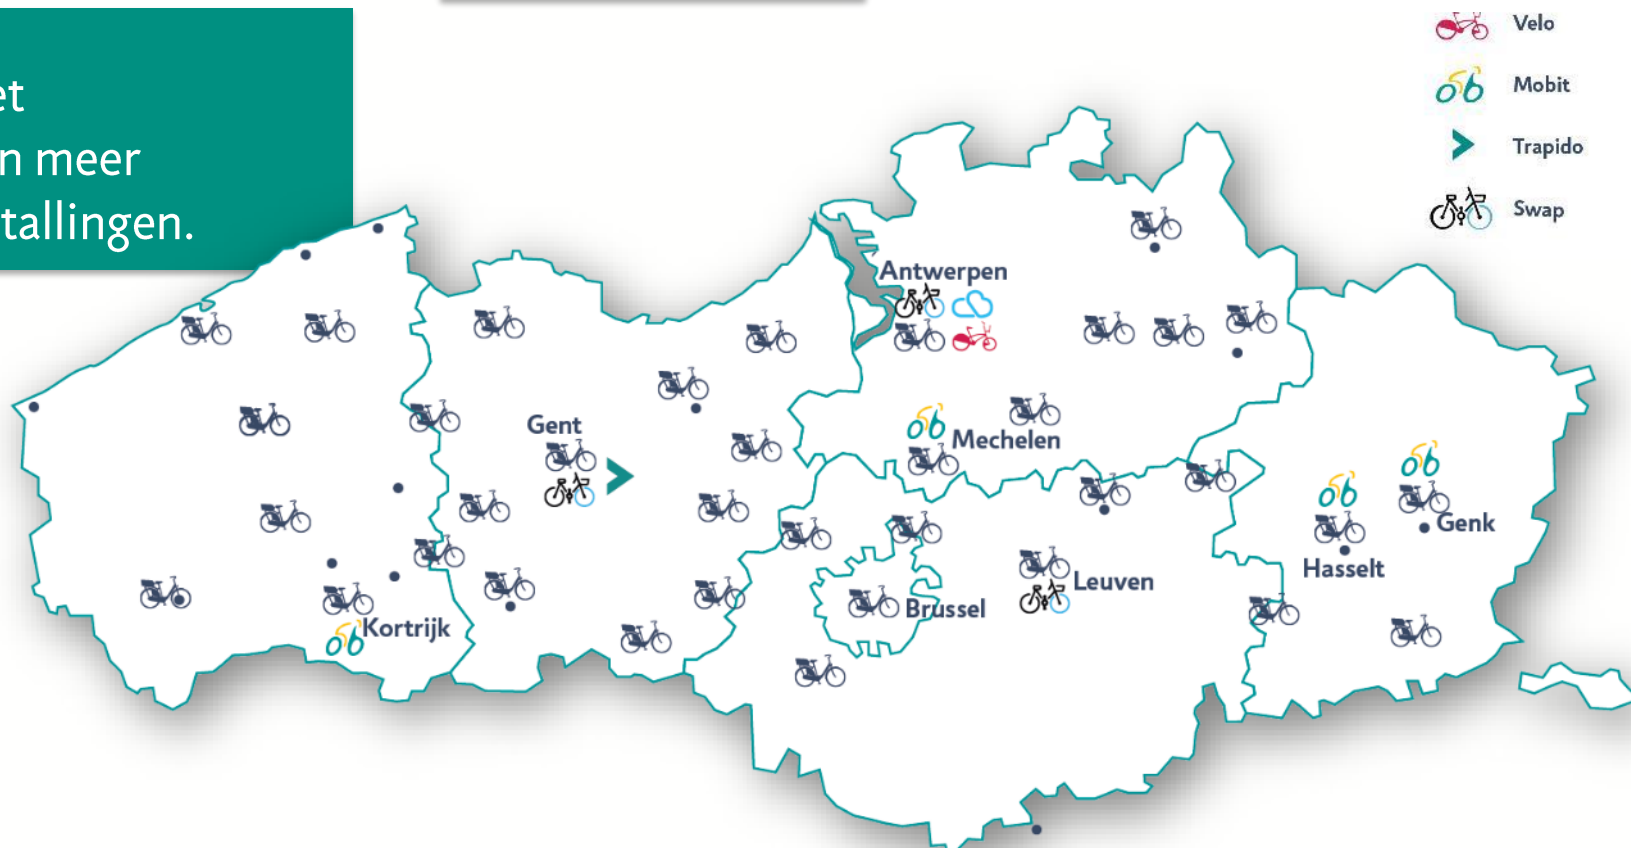 et
n meer
tallingen.
Velo
Mobit
Trapido
Swap
Antwerpen
Gent
Mechelen
Genk
Hasselt
Leuven
Brussel
Kortrijk